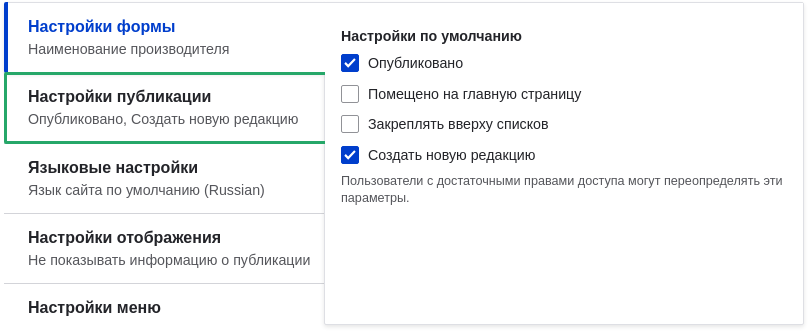 Настройки формы
Наименование производителя
Настройки публикации
Опубликовано, Создать новую редакцию
Языковые настройки
Язык сайта по умолчанию (Russian)
Настройки отображения
Не показывать информацию о публикации
Настройки меню
Настройки по умолчанию
Опубликовано
Помещено на главную страницу
Закреплять вверху списков
Создать новую редакцию
Пользователи с достаточными правами доступа могут переопределять эти
параметры.